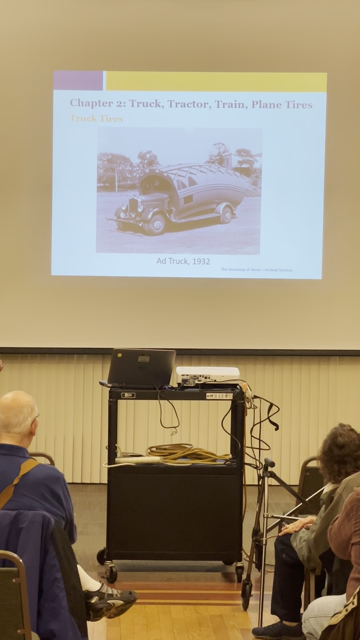 Chapter 2: Truck, Tractor, Train, Plane Tires
Truck Tires
Ad Truck, 1932